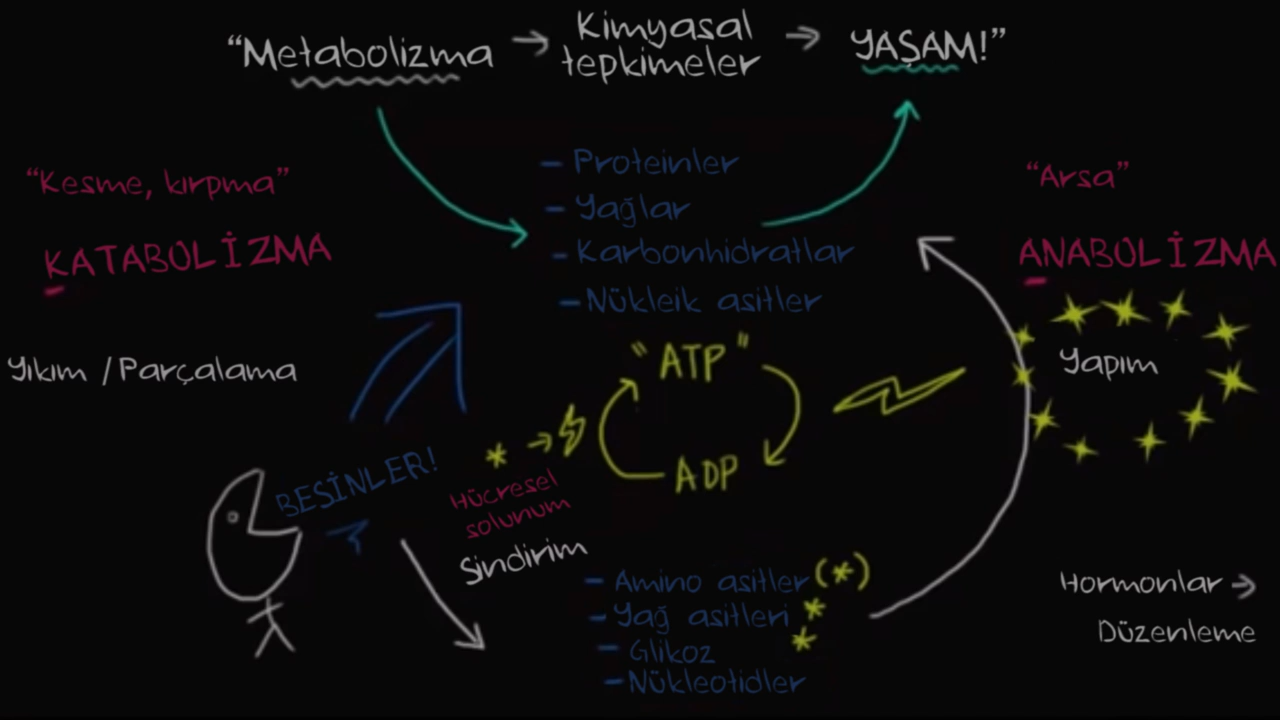 "Metabolizma → Kimyasal tepkimeler → YAŞAM!"
- Proteinler
- Yağlar
- Karbonhidratlar
- Nükleik asitler
"Kesme, kırpma"
KATABOLİZMA
Yıkım / Parçalama
"Arsa"
ANABOLİZMA
Yapım
"ATP"
ADP
BESİNLER!
* →
Hücresel
solunum
Sindirim
- Amino asitler (*)
- Yağ asitleri *
- Glikoz *
- Nükleotidler
Hormonlar →
Düzenleme